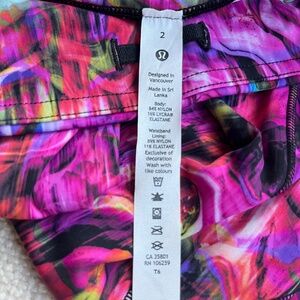 2
Designed in
Vancouver
Made in Sri
Lanka
Body:
84% NYLON
16% LYCRA®
ELASTANE
Waistband
Lining:
89% NYLON
11% ELASTANE
Exclusive of
decoration
Wash with
like colours
CA 35801
RN 106259
T6